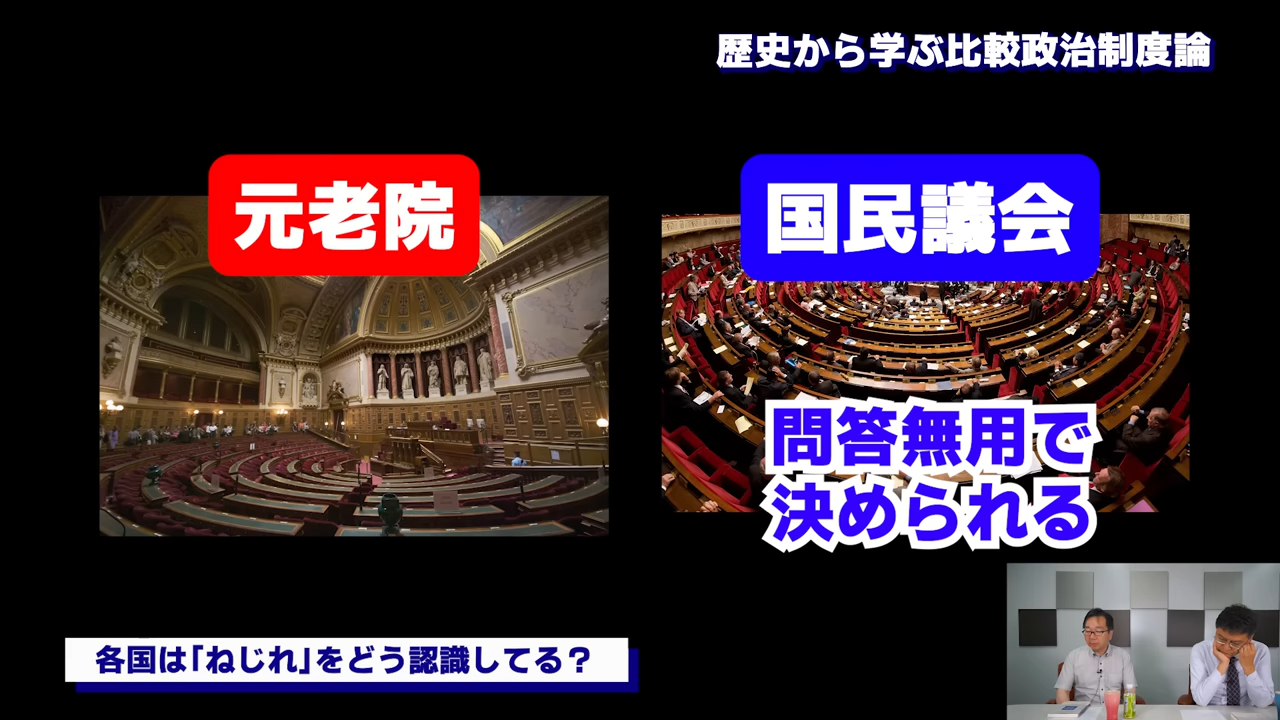 歴史から学ぶ比較政治制度論
元老院
国民議会
問答無用で
決められる
各国は「ねじれ」をどう認識してる？